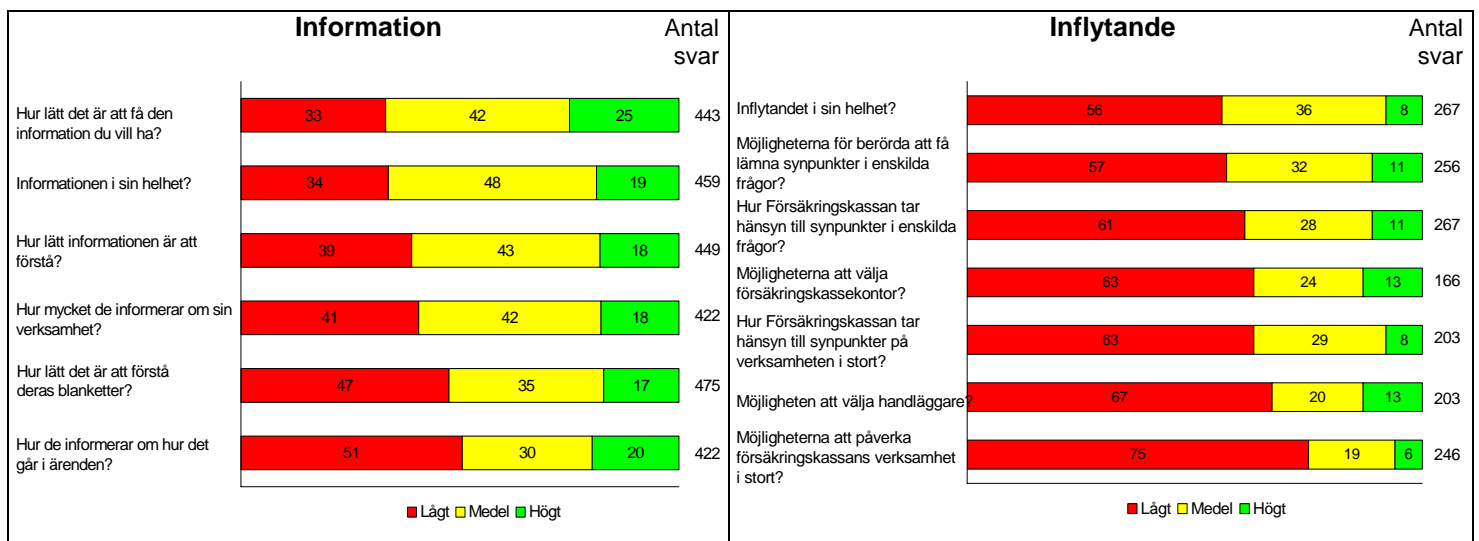 Information
Antal
svar
Hur lätt det är att få den
information du vill ha?
33 42 25 443
Informationen i sin helhet?
34 48 19 459
Hur lätt informationen är att
förstå?
39 43 18 449
Hur mycket de informerar om sin
verksamhet?
41 42 18 422
Hur lätt det är att förstå
deras blanketter?
47 35 17 475
Hur de informerar om hur det
går i ärenden?
51 30 20 422
Lågt Medel Högt
Inflytande
Antal
svar
Inflytandet i sin helhet?
56 36 8 267
Möjligheterna för berörda att få
lämna synpunkter i enskilda
frågor?
57 32 11 256
Hur Försäkringskassan tar
hänsyn till synpunkter i enskilda
frågor?
61 28 11 267
Möjligheterna att välja
försäkringskassekontor?
63 24 13 166
Hur Försäkringskassan tar
hänsyn till synpunkter på
verksamheten i stort?
63 29 8 203
Möjligheten att välja handläggare?
67 20 13 203
Möjligheterna att påverka
försäkringskassans verksamhet
i stort?
75 19 6 246
Lågt Medel Högt